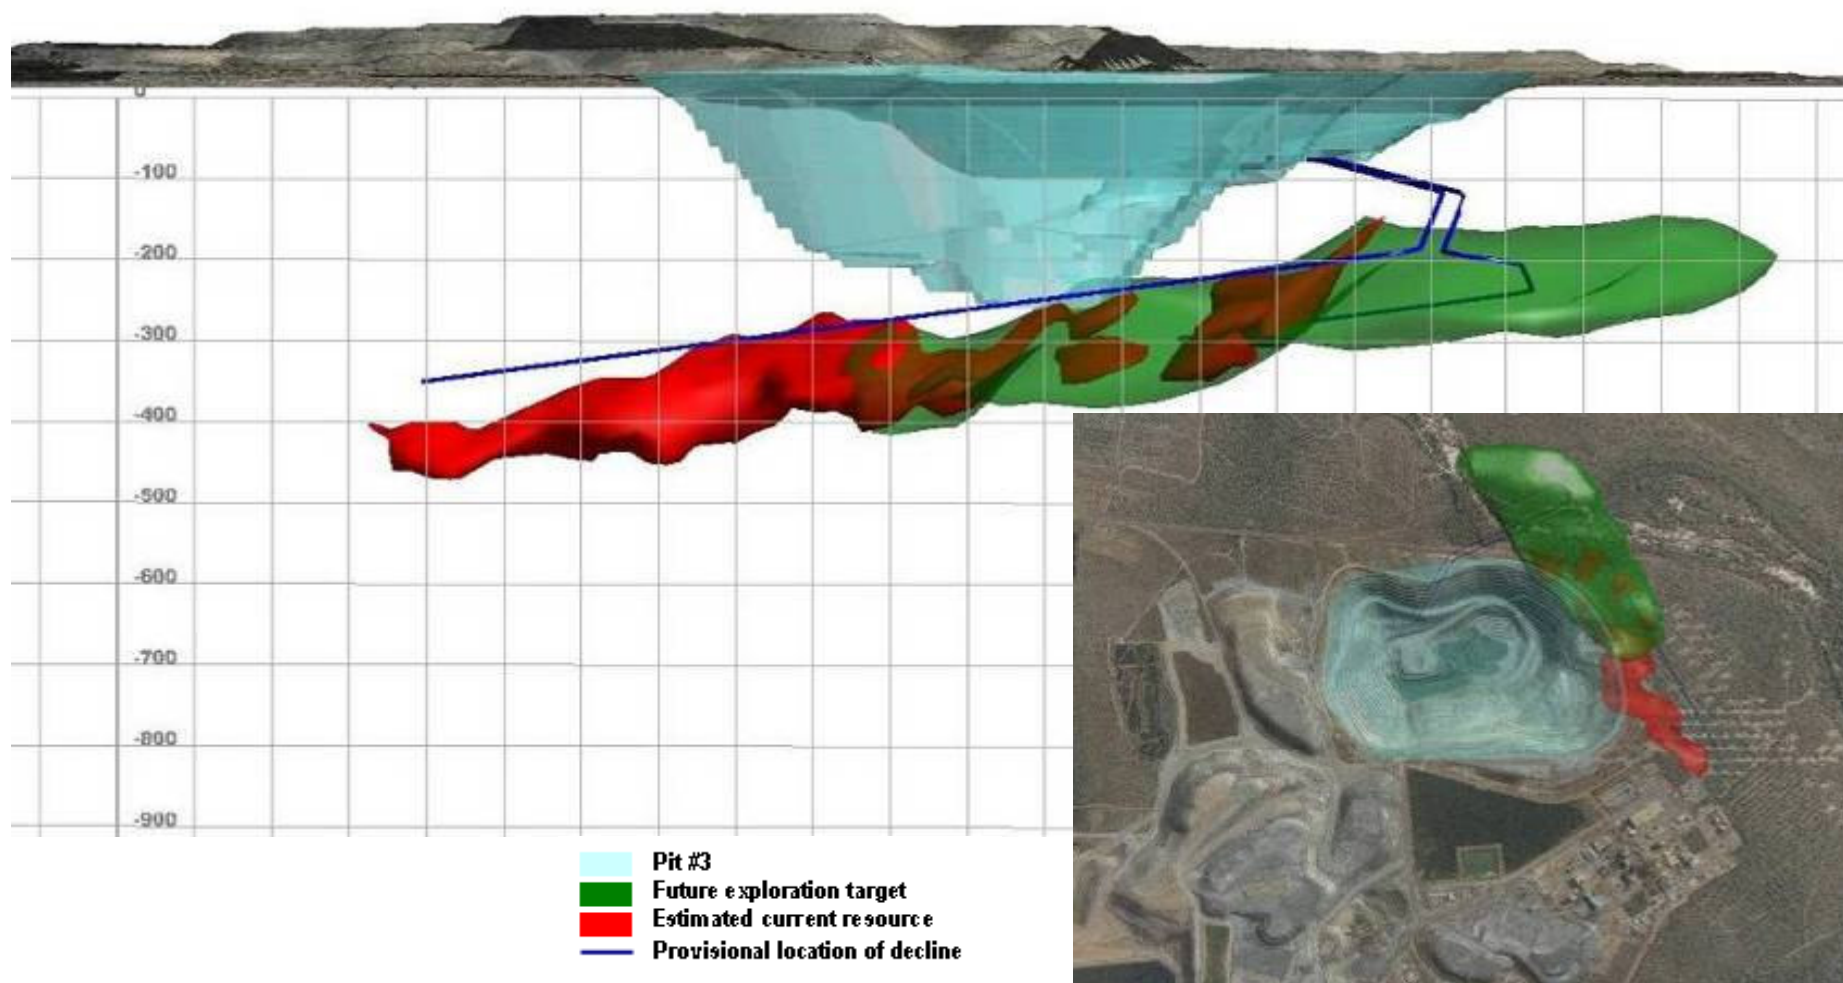 0
-100
-200
-300
-400
-500
-600
-700
-800
-900
Pit #3
Future exploration target
Estimated current resource
Provisional location of decline